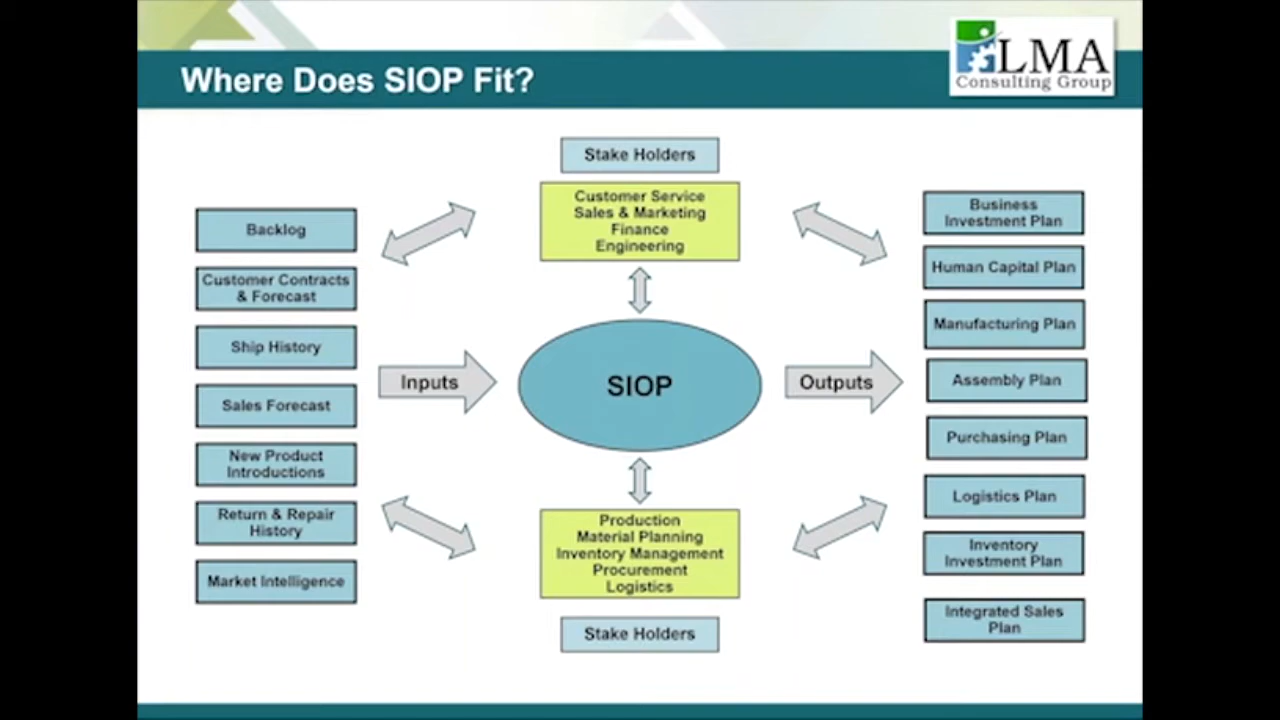 Where Does SIOP Fit?
LMA
Consulting Group
Stake Holders
Customer Service
Sales & Marketing
Finance
Engineering
Backlog
Customer Contracts
& Forecast
Ship History
Sales Forecast
New Product
Introductions
Return & Repair
History
Market Intelligence
Inputs
SIOP
Outputs
Business
Investment Plan
Human Capital Plan
Manufacturing Plan
Assembly Plan
Purchasing Plan
Logistics Plan
Inventory
Investment Plan
Integrated Sales
Plan
Production
Material Planning
Inventory Management
Procurement
Logistics
Stake Holders